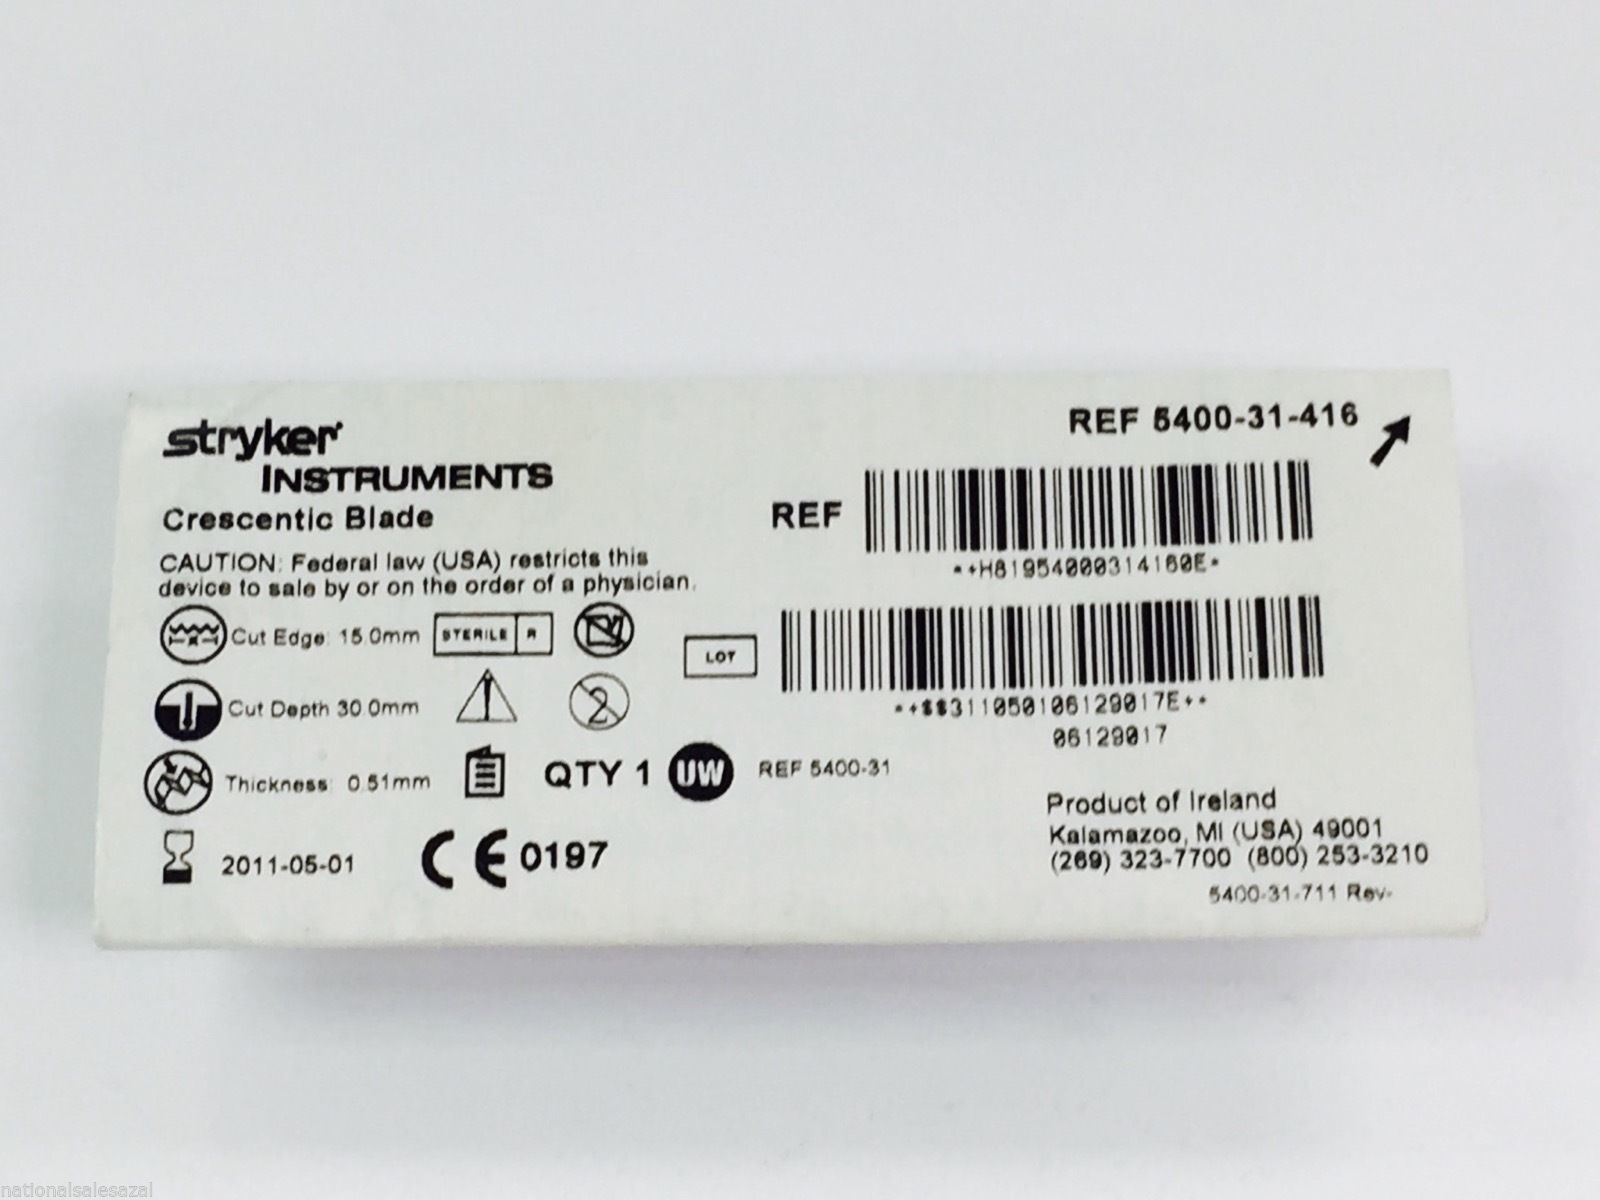 stryker
INSTRUMENTS
Crescentic Blade
CAUTION: Federal law (USA) restricts this
device to sale by or on the order of a physician.
Cut Edge: 15.0mm
STERILE R
Cut Depth 30.0mm
2
Thickness: 0.51mm
QTY 1
UW
REF 5400-31
2011-05-01
CE 0197
REF 5400-31-416
REF
*+H81954000314160E*
LOT
*+$$311050106129017E+*
06129017
Product of Ireland
Kalamazoo, MI (USA) 49001
(269) 323-7700 (800) 253-3210
5400-31-711 Rev-
nationalsalesazal